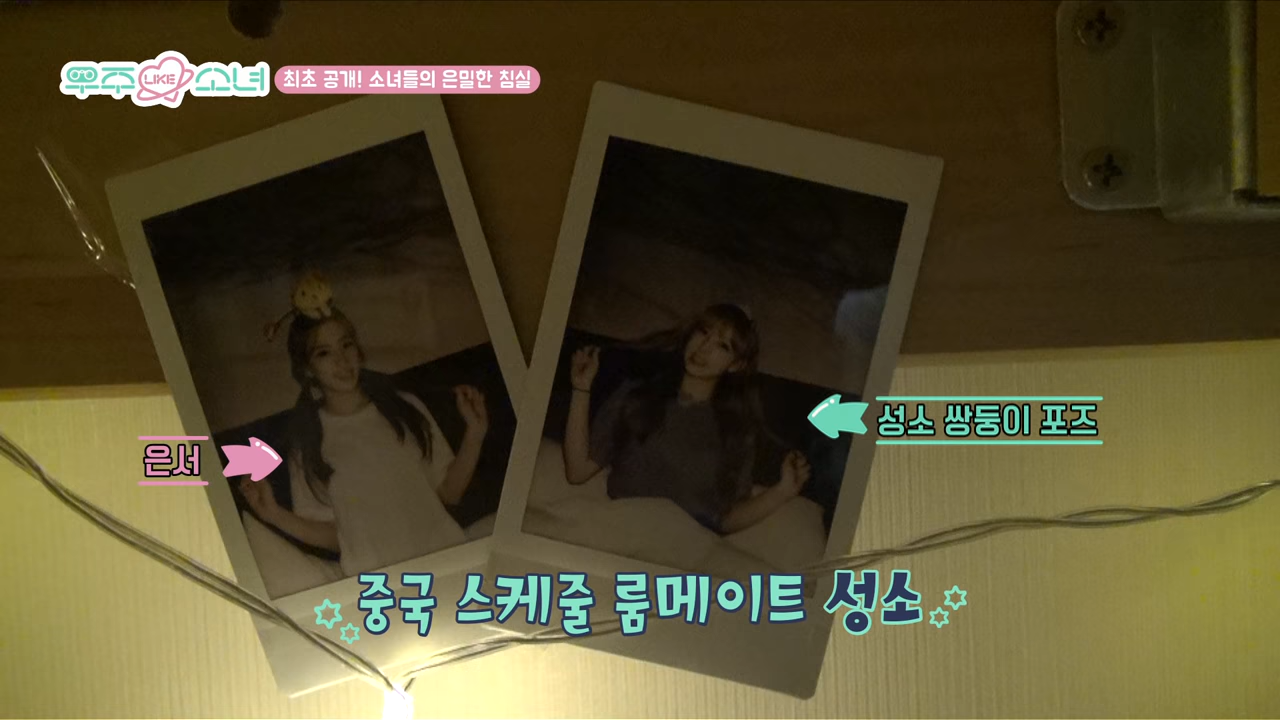 우주 LIKE 소녀
최초 공개! 소녀들의 은밀한 침실
성소 쌍둥이 포즈
은서
중국 스케줄 룸메이트 성소